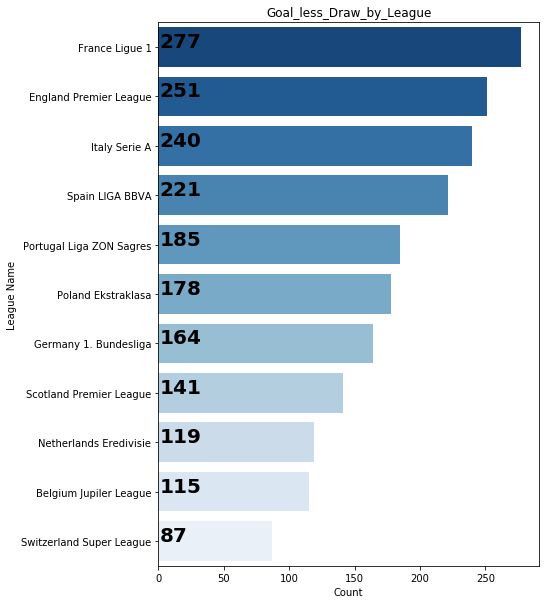 Goal_less_Draw_by_League
League Name
France Ligue 1 277
England Premier League 251
Italy Serie A 240
Spain LIGA BBVA 221
Portugal Liga ZON Sagres 185
Poland Ekstraklasa 178
Germany 1. Bundesliga 164
Scotland Premier League 141
Netherlands Eredivisie 119
Belgium Jupiler League 115
Switzerland Super League 87
0 50 100 150 200 250
Count